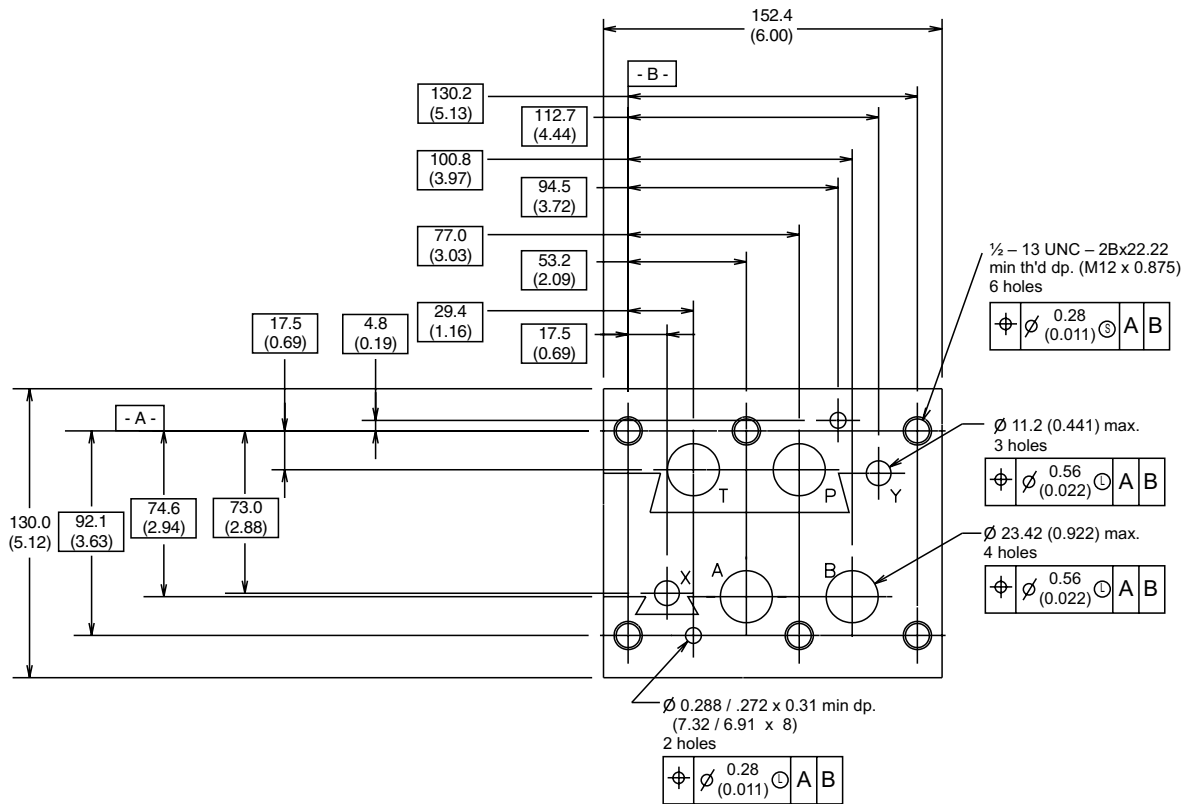 152.4
(6.00)
- B -
130.2
(5.13)
112.7
(4.44)
100.8
(3.97)
94.5
(3.72)
77.0
(3.03)
53.2
(2.09)
29.4
(1.16)
17.5
(0.69)
17.5
(0.69)
4.8
(0.19)
½ – 13 UNC – 2Bx22.22
min th'd dp. (M12 x 0.875)
6 holes
⌖ Ø 0.28 (0.011) Ⓢ A B
- A -
Ø 11.2 (0.441) max.
3 holes
⌖ Ø 0.56 (0.022) Ⓛ A B
T
P
Y
130.0
(5.12)
92.1
(3.63)
74.6
(2.94)
73.0
(2.88)
Ø 23.42 (0.922) max.
4 holes
⌖ Ø 0.56 (0.022) Ⓛ A B
X
A
B
Ø 0.288 / .272 x 0.31 min dp.
(7.32 / 6.91 x 8)
2 holes
⌖ Ø 0.28 (0.011) Ⓛ A B